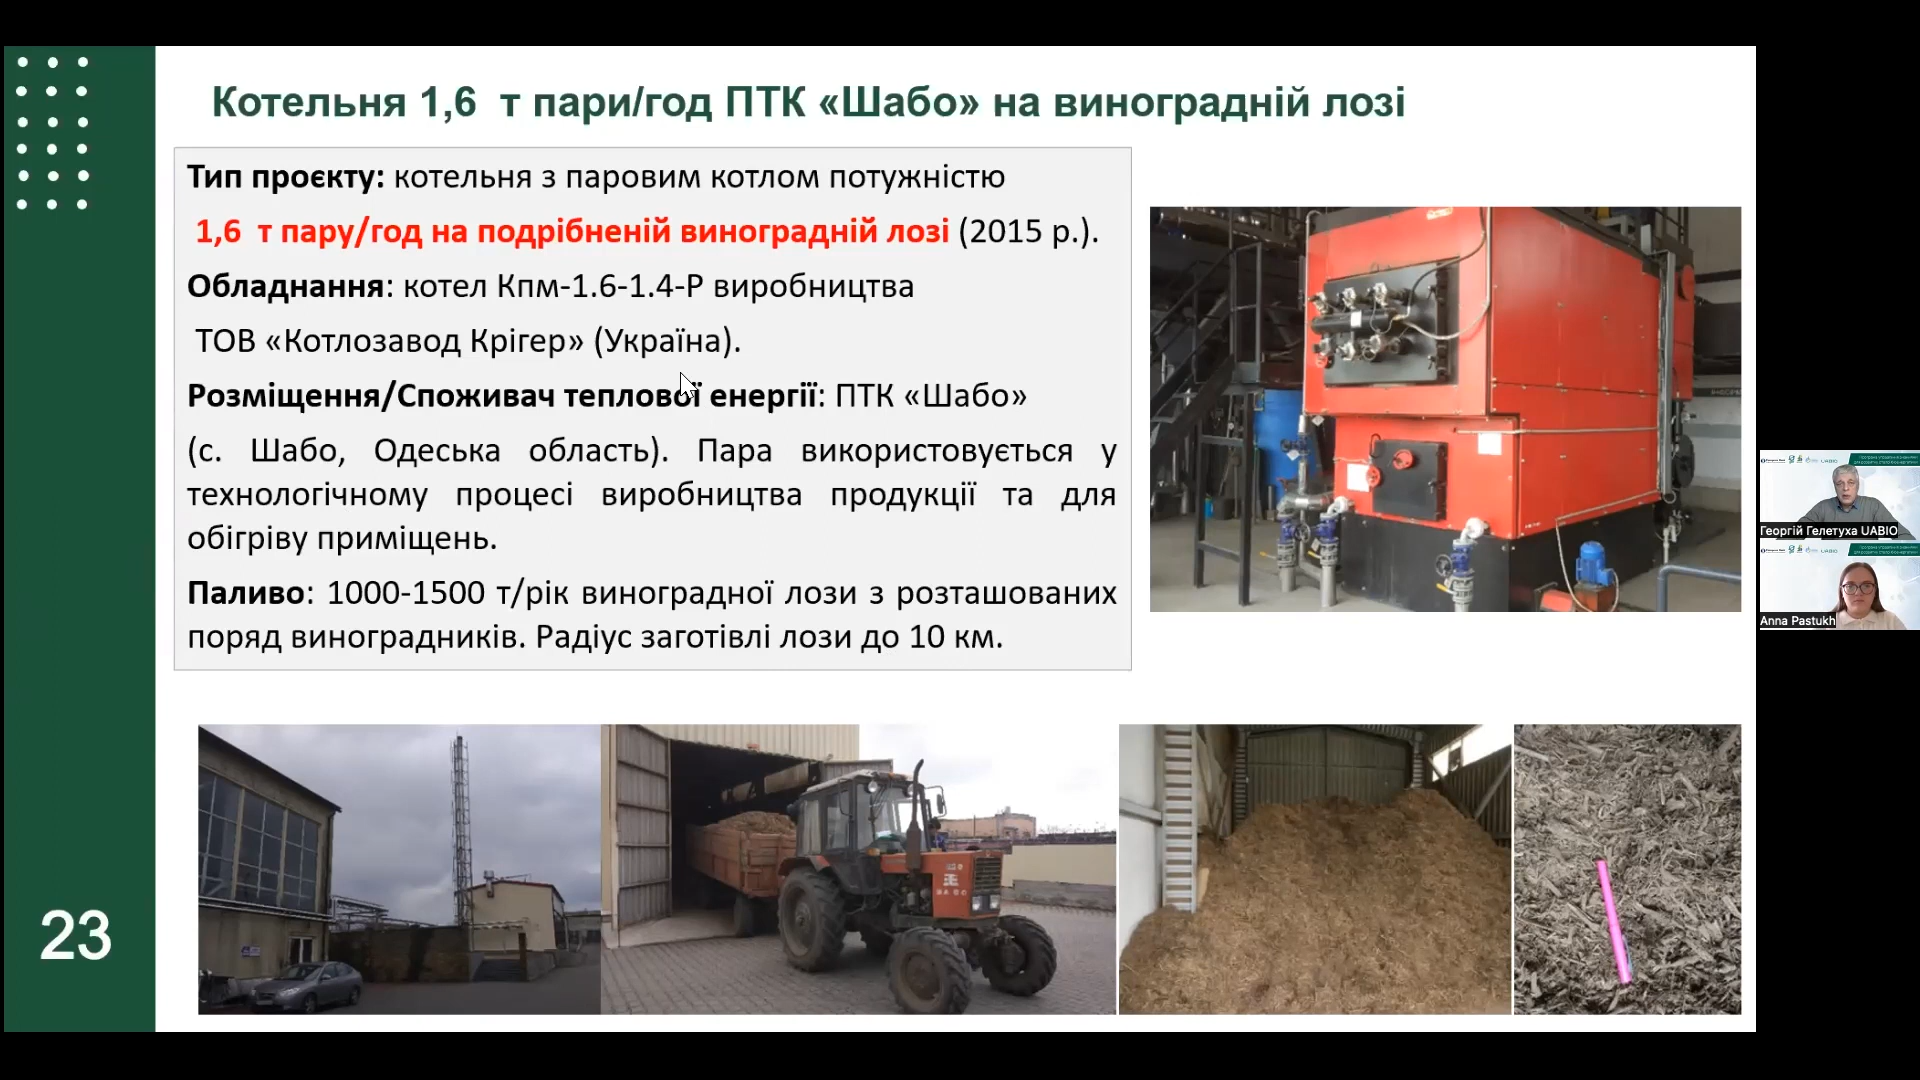 Котельня 1,6 т пари/год ПТК «Шабо» на виноградній лозі
Тип проєкту: котельня з паровим котлом потужністю
1,6 т пару/год на подрібненій виноградній лозі (2015 р.).
Обладнання: котел Кпм-1.6-1.4-Р виробництва
ТОВ «Котлозавод Крігер» (Україна).
Розміщення/Споживач теплової енергії: ПТК «Шабо»
(с. Шабо, Одеська область). Пара використовується у
технологічному процесі виробництва продукції та для
обігріву приміщень.
Паливо: 1000-1500 т/рік виноградної лози з розташованих
поряд виноградників. Радіус заготівлі лози до 10 км.
23
Георгій Гелетуха UABIO
Anna Pastukh